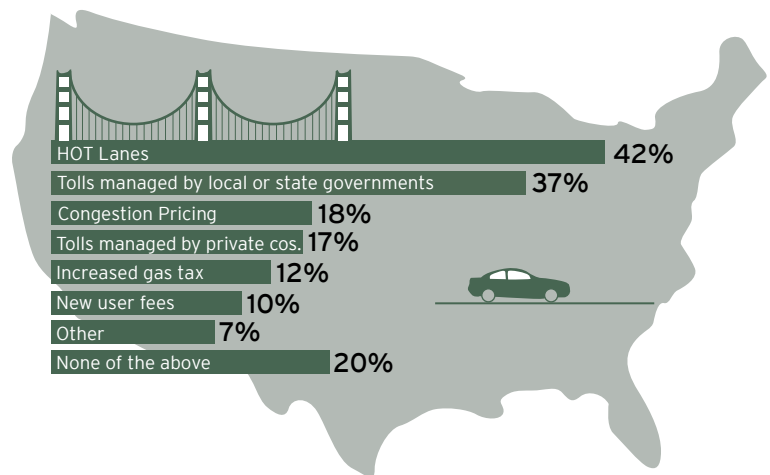 HOT Lanes 42%
Tolls managed by local or state governments 37%
Congestion Pricing 18%
Tolls managed by private cos. 17%
Increased gas tax 12%
New user fees 10%
Other 7%
None of the above 20%